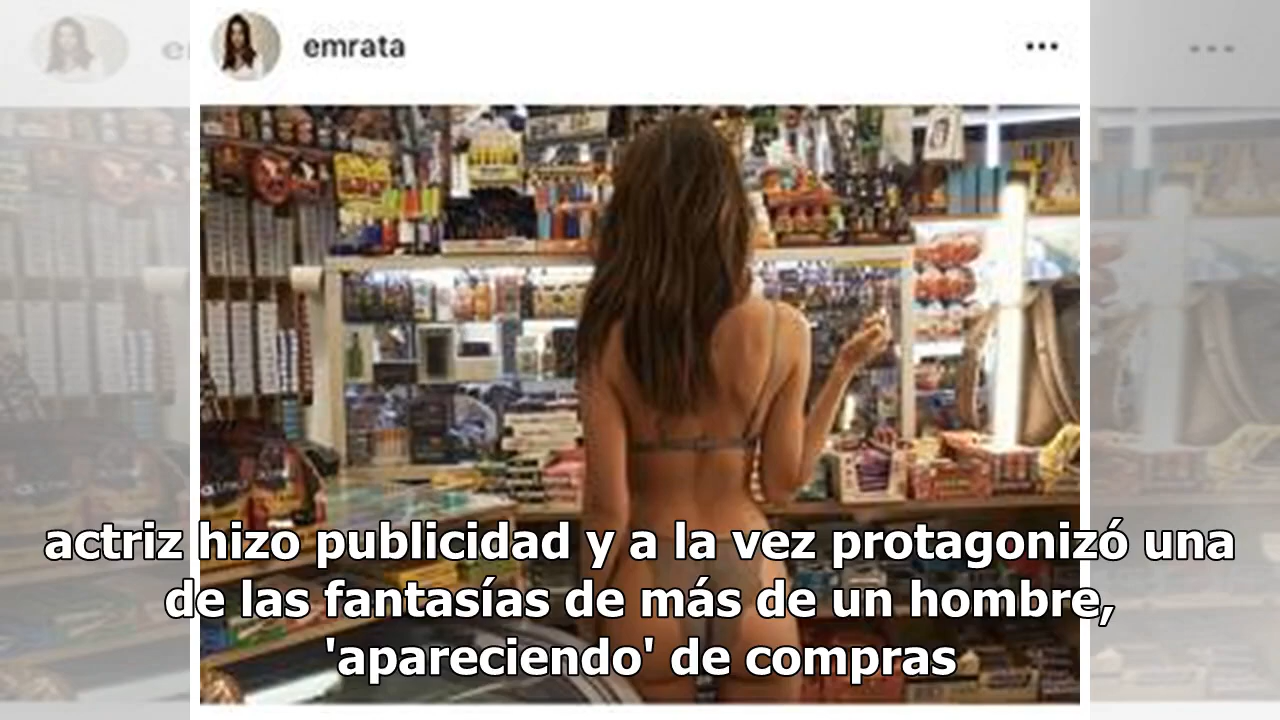 emrata
actriz hizo publicidad y a la vez protagonizó una
de las fantasías de más de un hombre,
'apareciendo' de compras